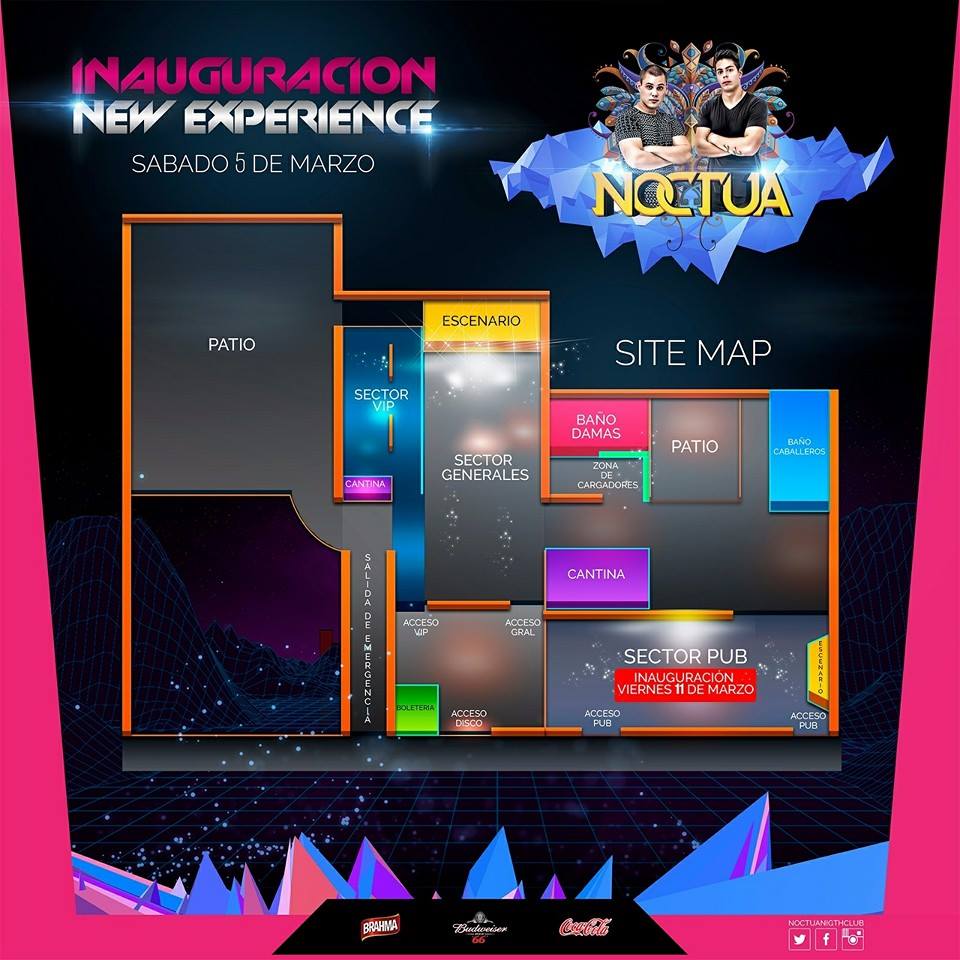 INAUGURACION
NEW EXPERIENCE
SABADO 5 DE MARZO
NOCTUA
SITE MAP
PATIO
ESCENARIO
SECTOR
VIP
CANTINA
SECTOR
GENERALES
BAÑO
DAMAS
ZONA
DE
CARGADORES
PATIO
BAÑO
CABALLEROS
CANTINA
SALIDA DE EMERGENCIA
ACCESO
VIP
ACCESO
GRAL
BOLETERIA
ACCESO
DISCO
SECTOR PUB
INAUGURACIÓN
VIERNES 11 DE MARZO
ESCENARIO
ACCESO
PUB
ACCESO
PUB
BRAHMA
Budweiser
66
Coca-Cola
NOCTUANIGTHCLUB